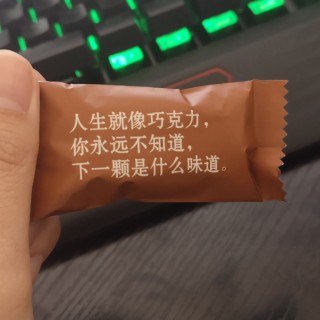 人生就像巧克力，
你永远不知道，
下一颗是什么味道。